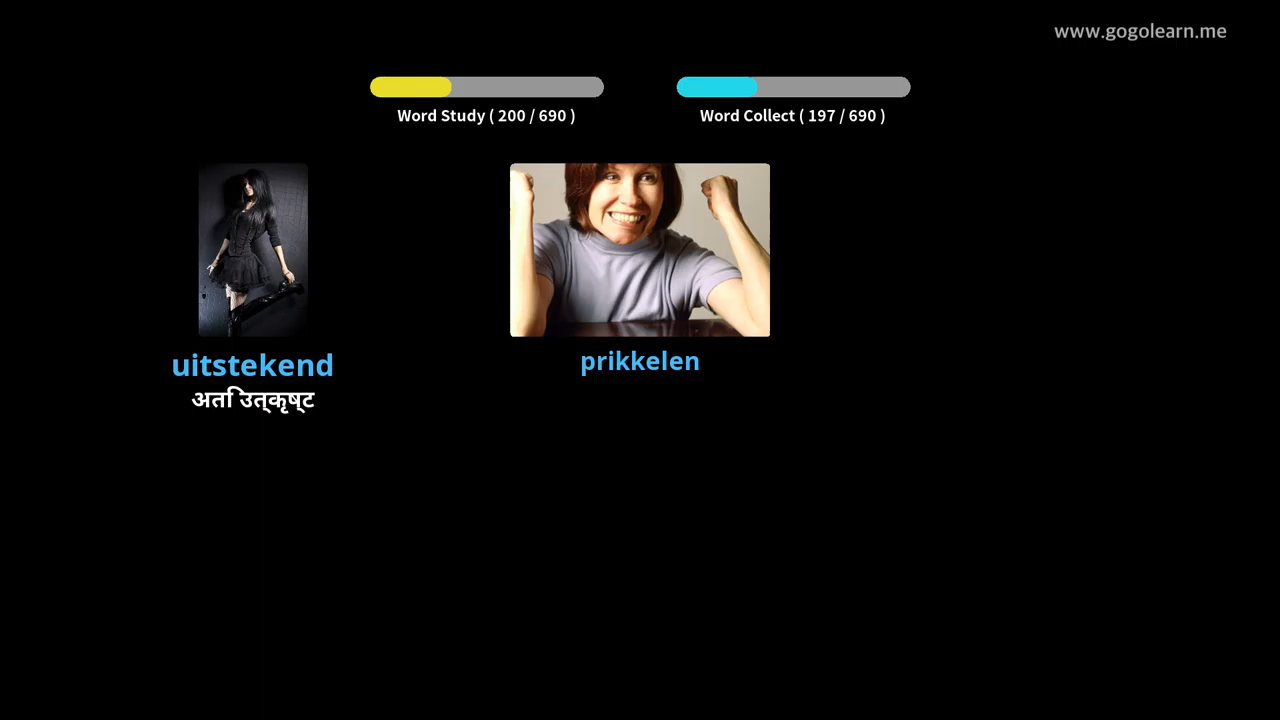 www.gogolearn.me
Word Study ( 200 / 690 )
Word Collect ( 197 / 690 )
uitstekend
अति उत्कृष्ट
prikkelen